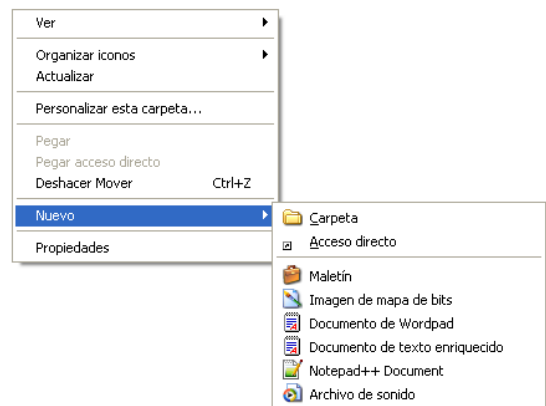 Ver
Organizar iconos
Actualizar
Personalizar esta carpeta...
Pegar
Pegar acceso directo
Deshacer Mover Ctrl+Z
Nuevo
Propiedades
Carpeta
Acceso directo
Maletín
Imagen de mapa de bits
Documento de Wordpad
Documento de texto enriquecido
Notepad++ Document
Archivo de sonido